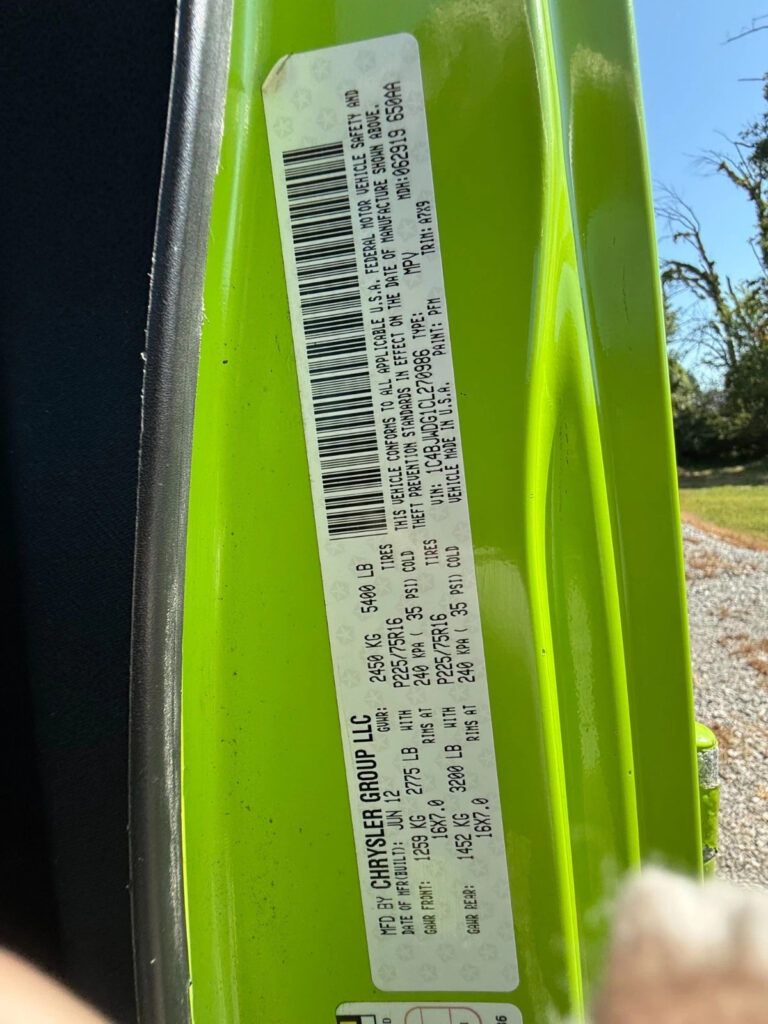 MFD BY CHRYSLER GROUP LLC
DATE OF MFR(BUILT): JUN 12 GVWR: 2450 KG 5400 LB
GAWR FRONT: 1259 KG 2775 LB WITH P225/75R16 TIRES
16X7.0 RIMS AT 240 KPA ( 35 PSI) COLD
GAWR REAR: 1452 KG 3200 LB WITH P225/75R16 TIRES
16X7.0 RIMS AT 240 KPA ( 35 PSI) COLD
THIS VEHICLE CONFORMS TO ALL APPLICABLE U.S.A. FEDERAL MOTOR VEHICLE SAFETY AND
THEFT PREVENTION STANDARDS IN EFFECT ON THE DATE OF MANUFACTURE SHOWN ABOVE.
VIN: 1C4BJWDG1CL270986 TYPE: MPV MDH:062919 650AA
VEHICLE MADE IN U.S.A. PAINT: PFM TRIM: A7X9